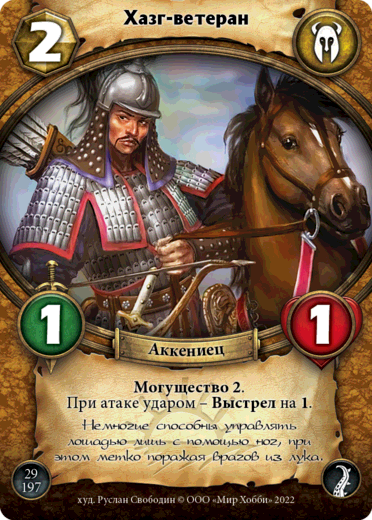 Хазг-ветеран
2
1
1
Аккениец
Могущество 2.
При атаке ударом – Выстрел на 1.
Немногие способны управлять
лошадью лишь с помощью ног, при
этом метко поражая врагов из лука.
29
197
худ. Руслан Свободин © ООО «Мир Хобби» 2022